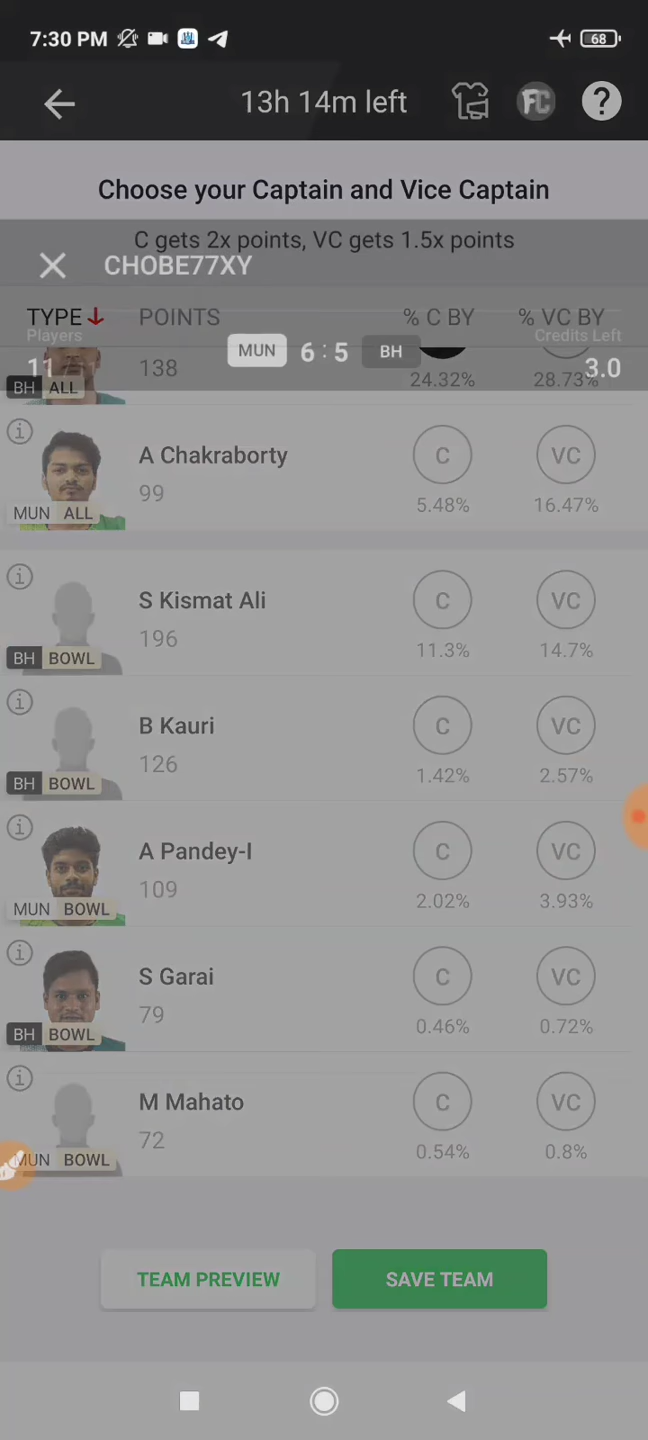 7:30 PM 68
13h 14m left FC ?
Choose your Captain and Vice Captain
C gets 2x points, VC gets 1.5x points
CHOBE77XY
TYPE POINTS % C BY % VC BY
Players Credits Left
MUN 6 : 5 BH
11 3.0
138 24.32% 28.73%
BH ALL
A Chakraborty C VC
99 5.48% 16.47%
MUN ALL
S Kismat Ali C VC
196 11.3% 14.7%
BH BOWL
B Kauri C VC
126 1.42% 2.57%
BH BOWL
A Pandey-I C VC
109 2.02% 3.93%
MUN BOWL
S Garai C VC
79 0.46% 0.72%
BH BOWL
M Mahato C VC
72 0.54% 0.8%
MUN BOWL
TEAM PREVIEW SAVE TEAM